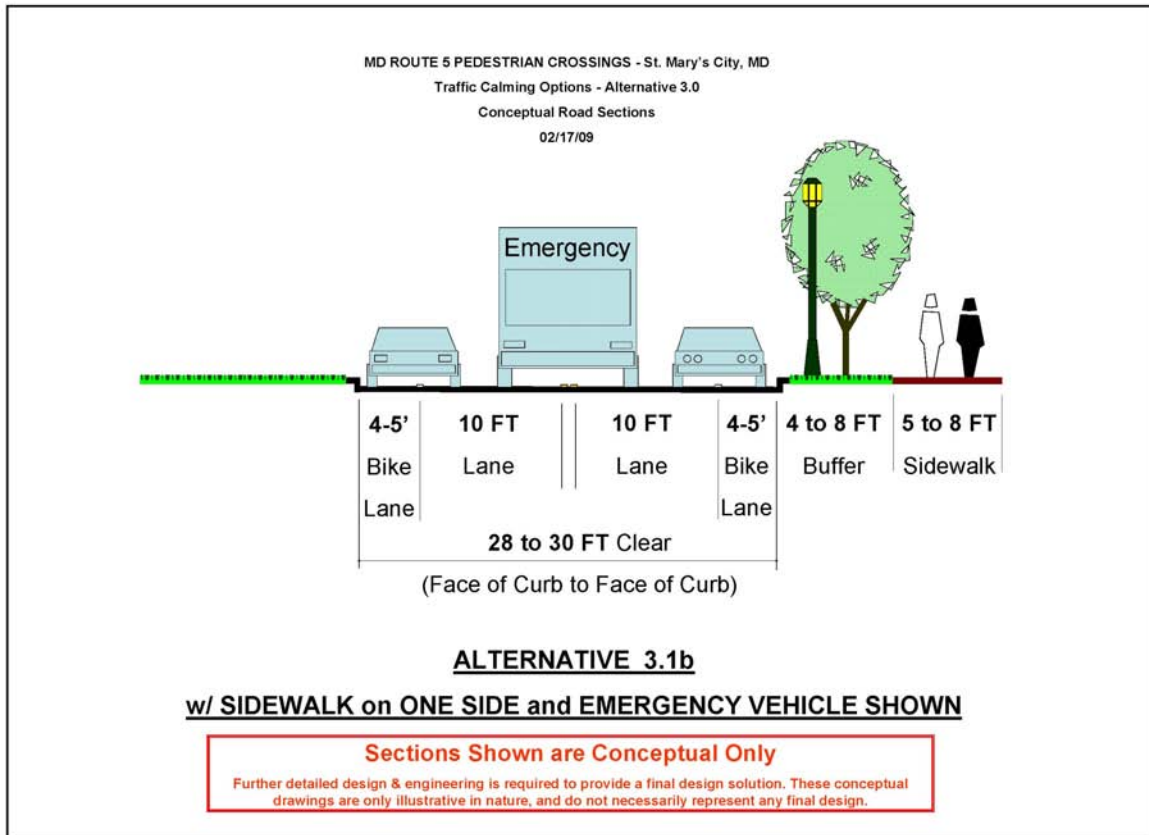 MD ROUTE 5 PEDESTRIAN CROSSINGS - St. Mary's City, MD
Traffic Calming Options - Alternative 3.0
Conceptual Road Sections
02/17/09
Emergency
4-5' 10 FT 10 FT 4-5' 4 to 8 FT 5 to 8 FT
Bike Lane Lane Bike Buffer Sidewalk
Lane Lane
28 to 30 FT Clear
(Face of Curb to Face of Curb)
ALTERNATIVE 3.1b
w/ SIDEWALK on ONE SIDE and EMERGENCY VEHICLE SHOWN
Sections Shown are Conceptual Only
Further detailed design & engineering is required to provide a final design solution. These conceptual
drawings are only illustrative in nature, and do not necessarily represent any final design.